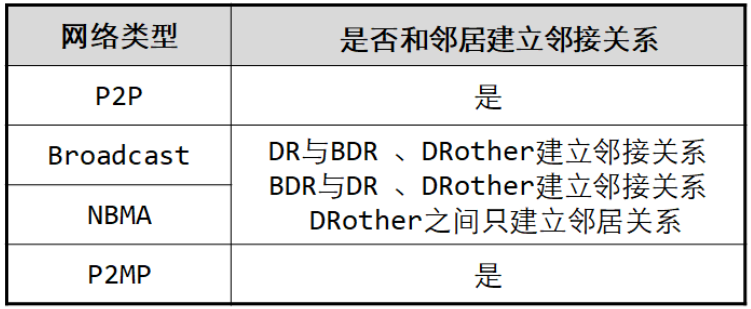 网络类型
是否和邻居建立邻接关系
P2P
是
Broadcast
DR与BDR 、DRother建立邻接关系
BDR与DR 、DRother建立邻接关系
NBMA
DRother之间只建立邻居关系
P2MP
是